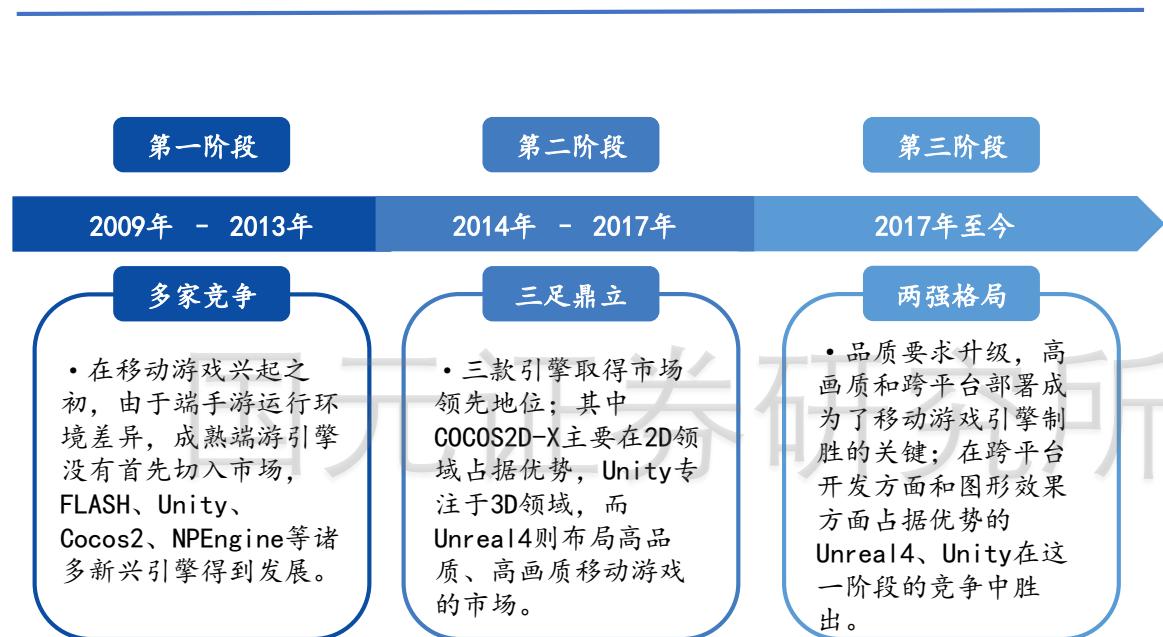 第一阶段
第二阶段
第三阶段
2009年 - 2013年
2014年 - 2017年
2017年至今
多家竞争
三足鼎立
两强格局
•在移动游戏兴起之
初，由于端手游运行环
境差异，成熟端游引擎
没有首先切入市场，
FLASH、Unity、
Cocos2、NPEngine等诸
多新兴引擎得到发展。
•三款引擎取得市场
领先地位；其中
COCOS2D-X主要在2D领
域占据优势，Unity专
注于3D领域，而
Unreal4则布局高品
质、高画质移动游戏
的市场。
•品质要求升级，高
画质和跨平台部署成
为了移动游戏引擎制
胜的关键；在跨平台
开发方面和图形效果
方面占据优势的
Unreal4、Unity在这
一阶段的竞争中胜
出。
国元证券研究所